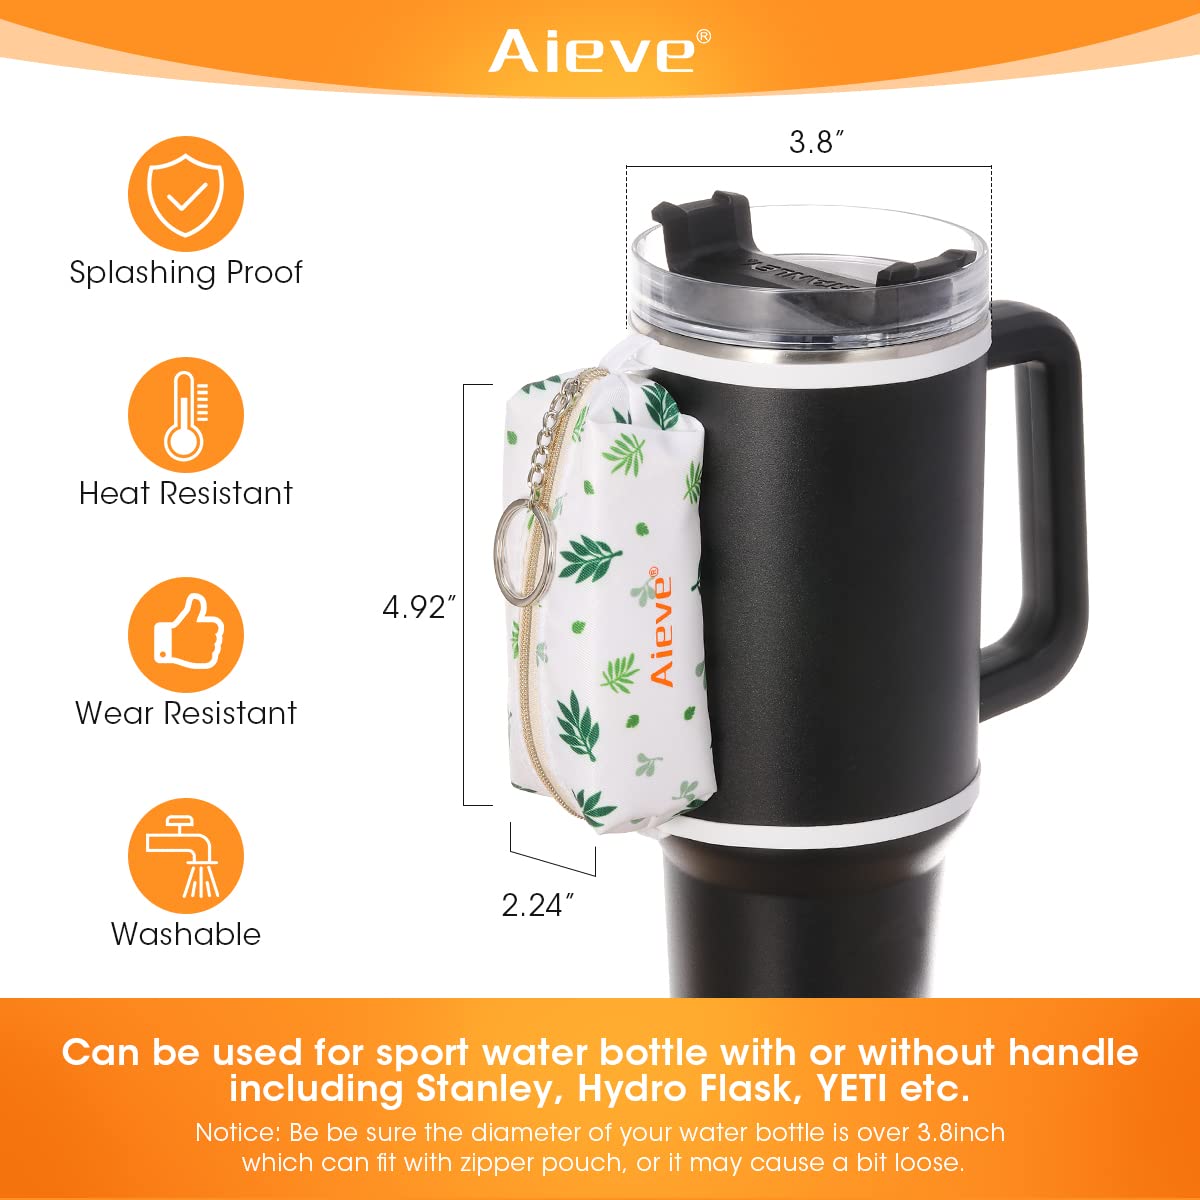 Aieve®
3.8″
Splashing Proof
Heat Resistant
4.92″
Aieve®
Wear Resistant
2.24″
Washable
Can be used for sport water bottle with or without handle
including Stanley, Hydro Flask, YETI etc.
Notice: Be be sure the diameter of your water bottle is over 3.8inch
which can fit with zipper pouch, or it may cause a bit loose.